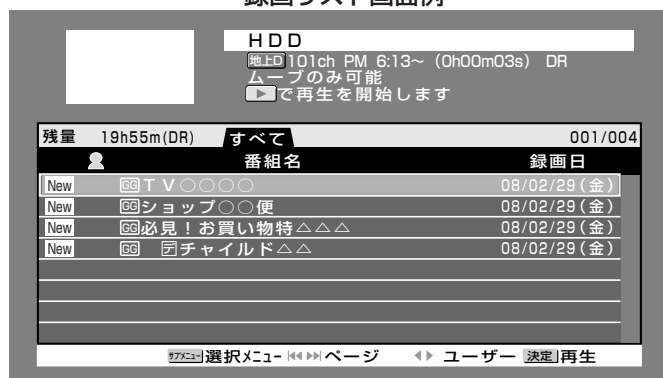 録画リスト画面例
HDD
地上D 101ch PM 6:13~ (0h00m03s) DR
ムーブのみ可能
▶で再生を開始します
残量 19h55m(DR) すべて 001/004
番組名 録画日
New GG TV○○○○ 08/02/29(金)
New GG ショップ○○便 08/02/29(金)
New GG 必見!お買い物特△△△ 08/02/29(金)
New GG デチャイルド△△ 08/02/29(金)
サブメニュー 選択メニュー ⏮⏭ページ ◀▶ ユーザー 決定 再生